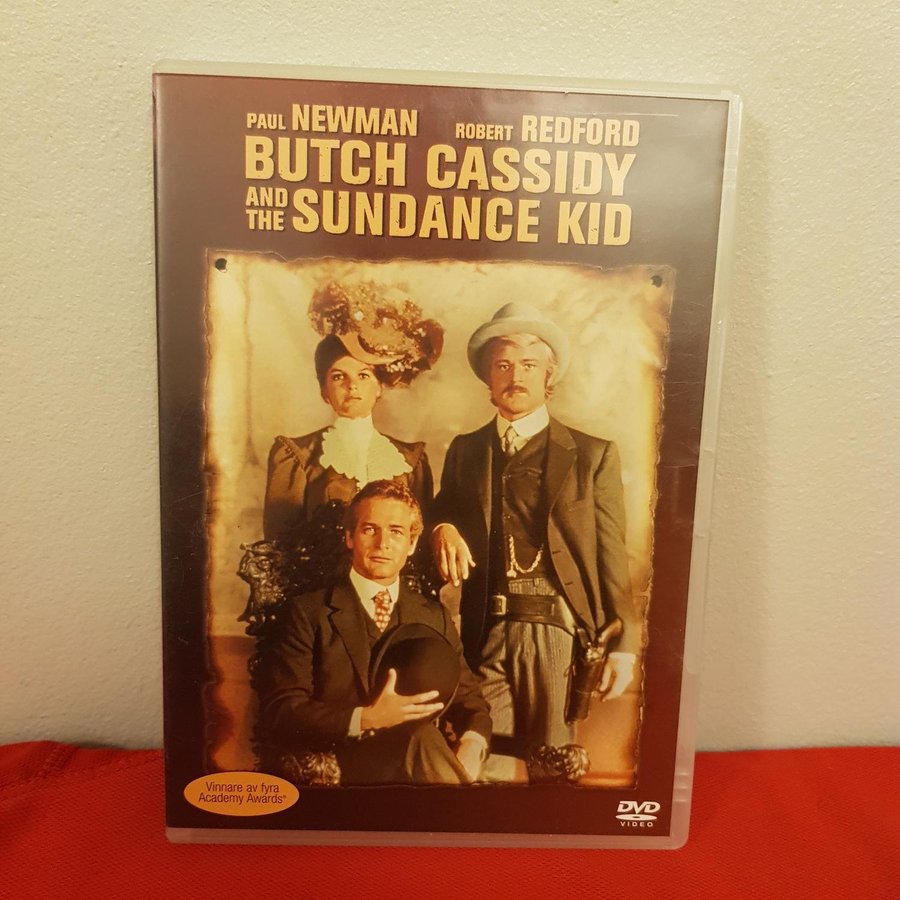 PAUL NEWMAN ROBERT REDFORD
BUTCH CASSIDY
AND THE SUNDANCE KID
Vinnare av fyra
Academy Awards®
DVD
VIDEO